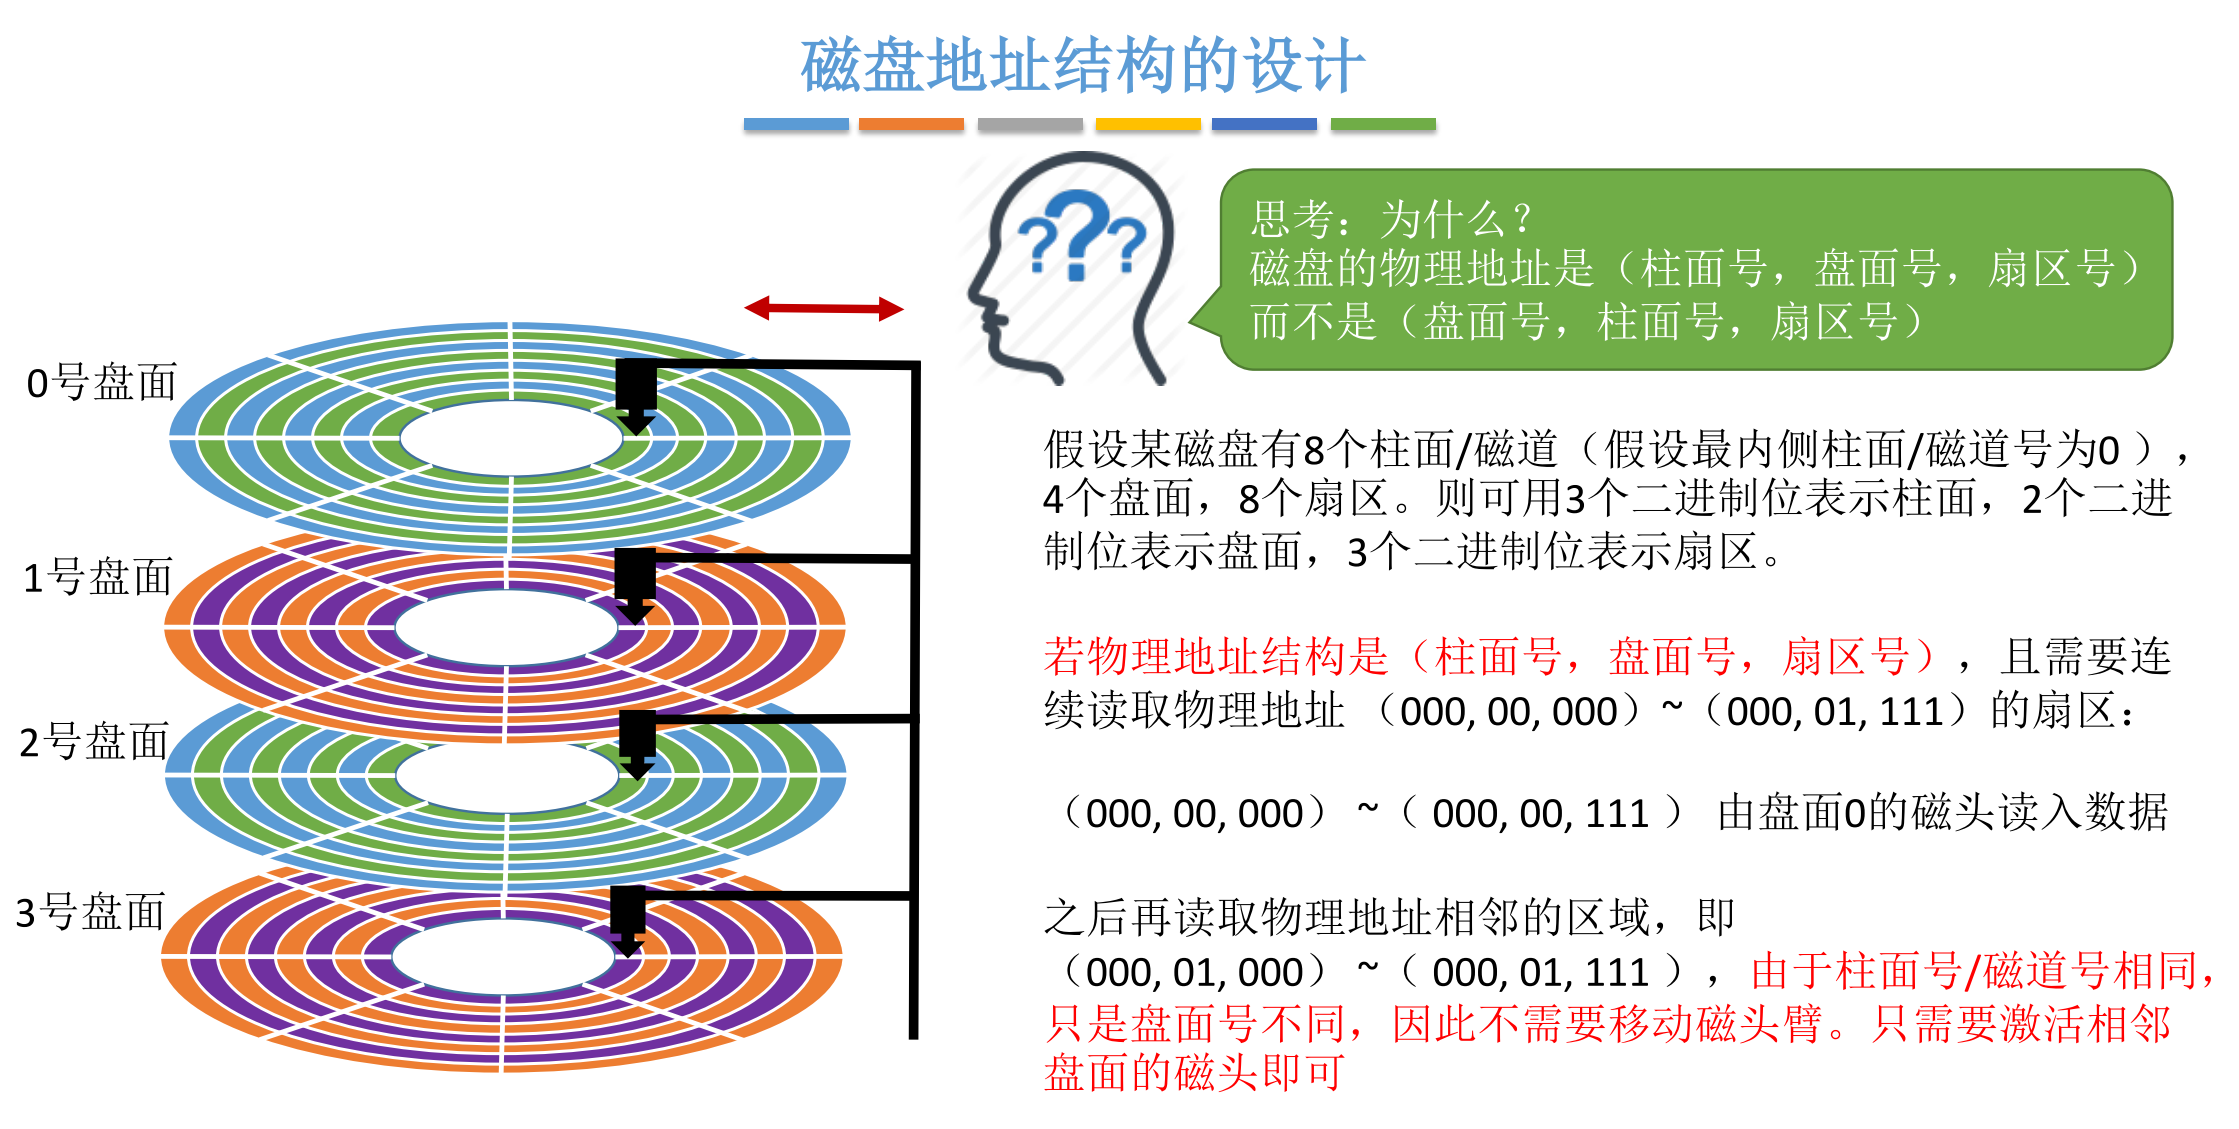 磁盘地址结构的设计
???
思考：为什么？
磁盘的物理地址是（柱面号，盘面号，扇区号）
而不是（盘面号，柱面号，扇区号）
0号盘面
1号盘面
2号盘面
3号盘面
假设某磁盘有8个柱面/磁道（假设最内侧柱面/磁道号为0 ），
4个盘面，8个扇区。则可用3个二进制位表示柱面，2个二进
制位表示盘面，3个二进制位表示扇区。
若物理地址结构是（柱面号，盘面号，扇区号），且需要连
续读取物理地址 （000, 00, 000）~（000, 01, 111）的扇区：
（000, 00, 000） ~（ 000, 00, 111 ） 由盘面0的磁头读入数据
之后再读取物理地址相邻的区域，即
（000, 01, 000） ~（ 000, 01, 111 ），由于柱面号/磁道号相同，
只是盘面号不同，因此不需要移动磁头臂。只需要激活相邻
盘面的磁头即可